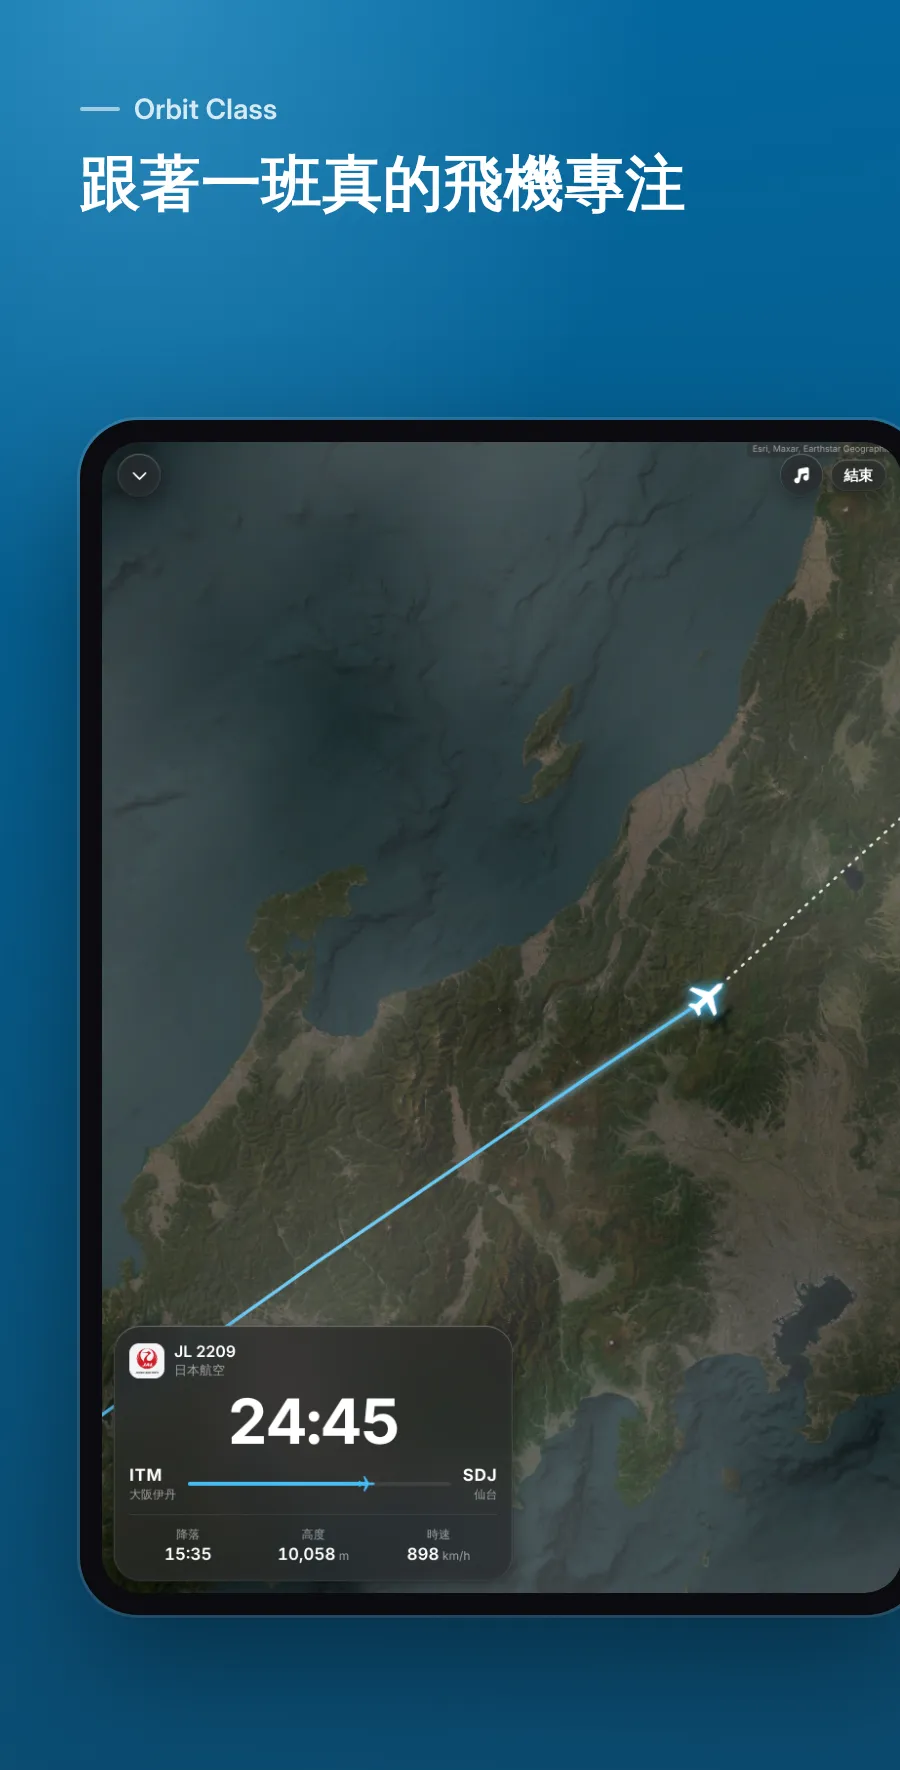 Orbit Class
跟著一班真的飛機專注
Esri, Maxar, Earthstar Geograph
結束
JL 2209
日本航空
24:45
ITM
SDJ
大阪伊丹
仙台
降落
高度
時速
15:35
10,058 m
898 km/h